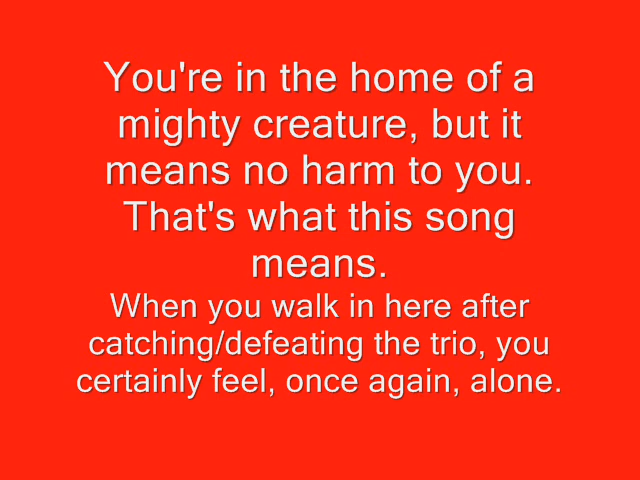 You're in the home of a
mighty creature, but it
means no harm to you.
That's what this song
means.
When you walk in here after
catching/defeating the trio, you
certainly feel, once again, alone.